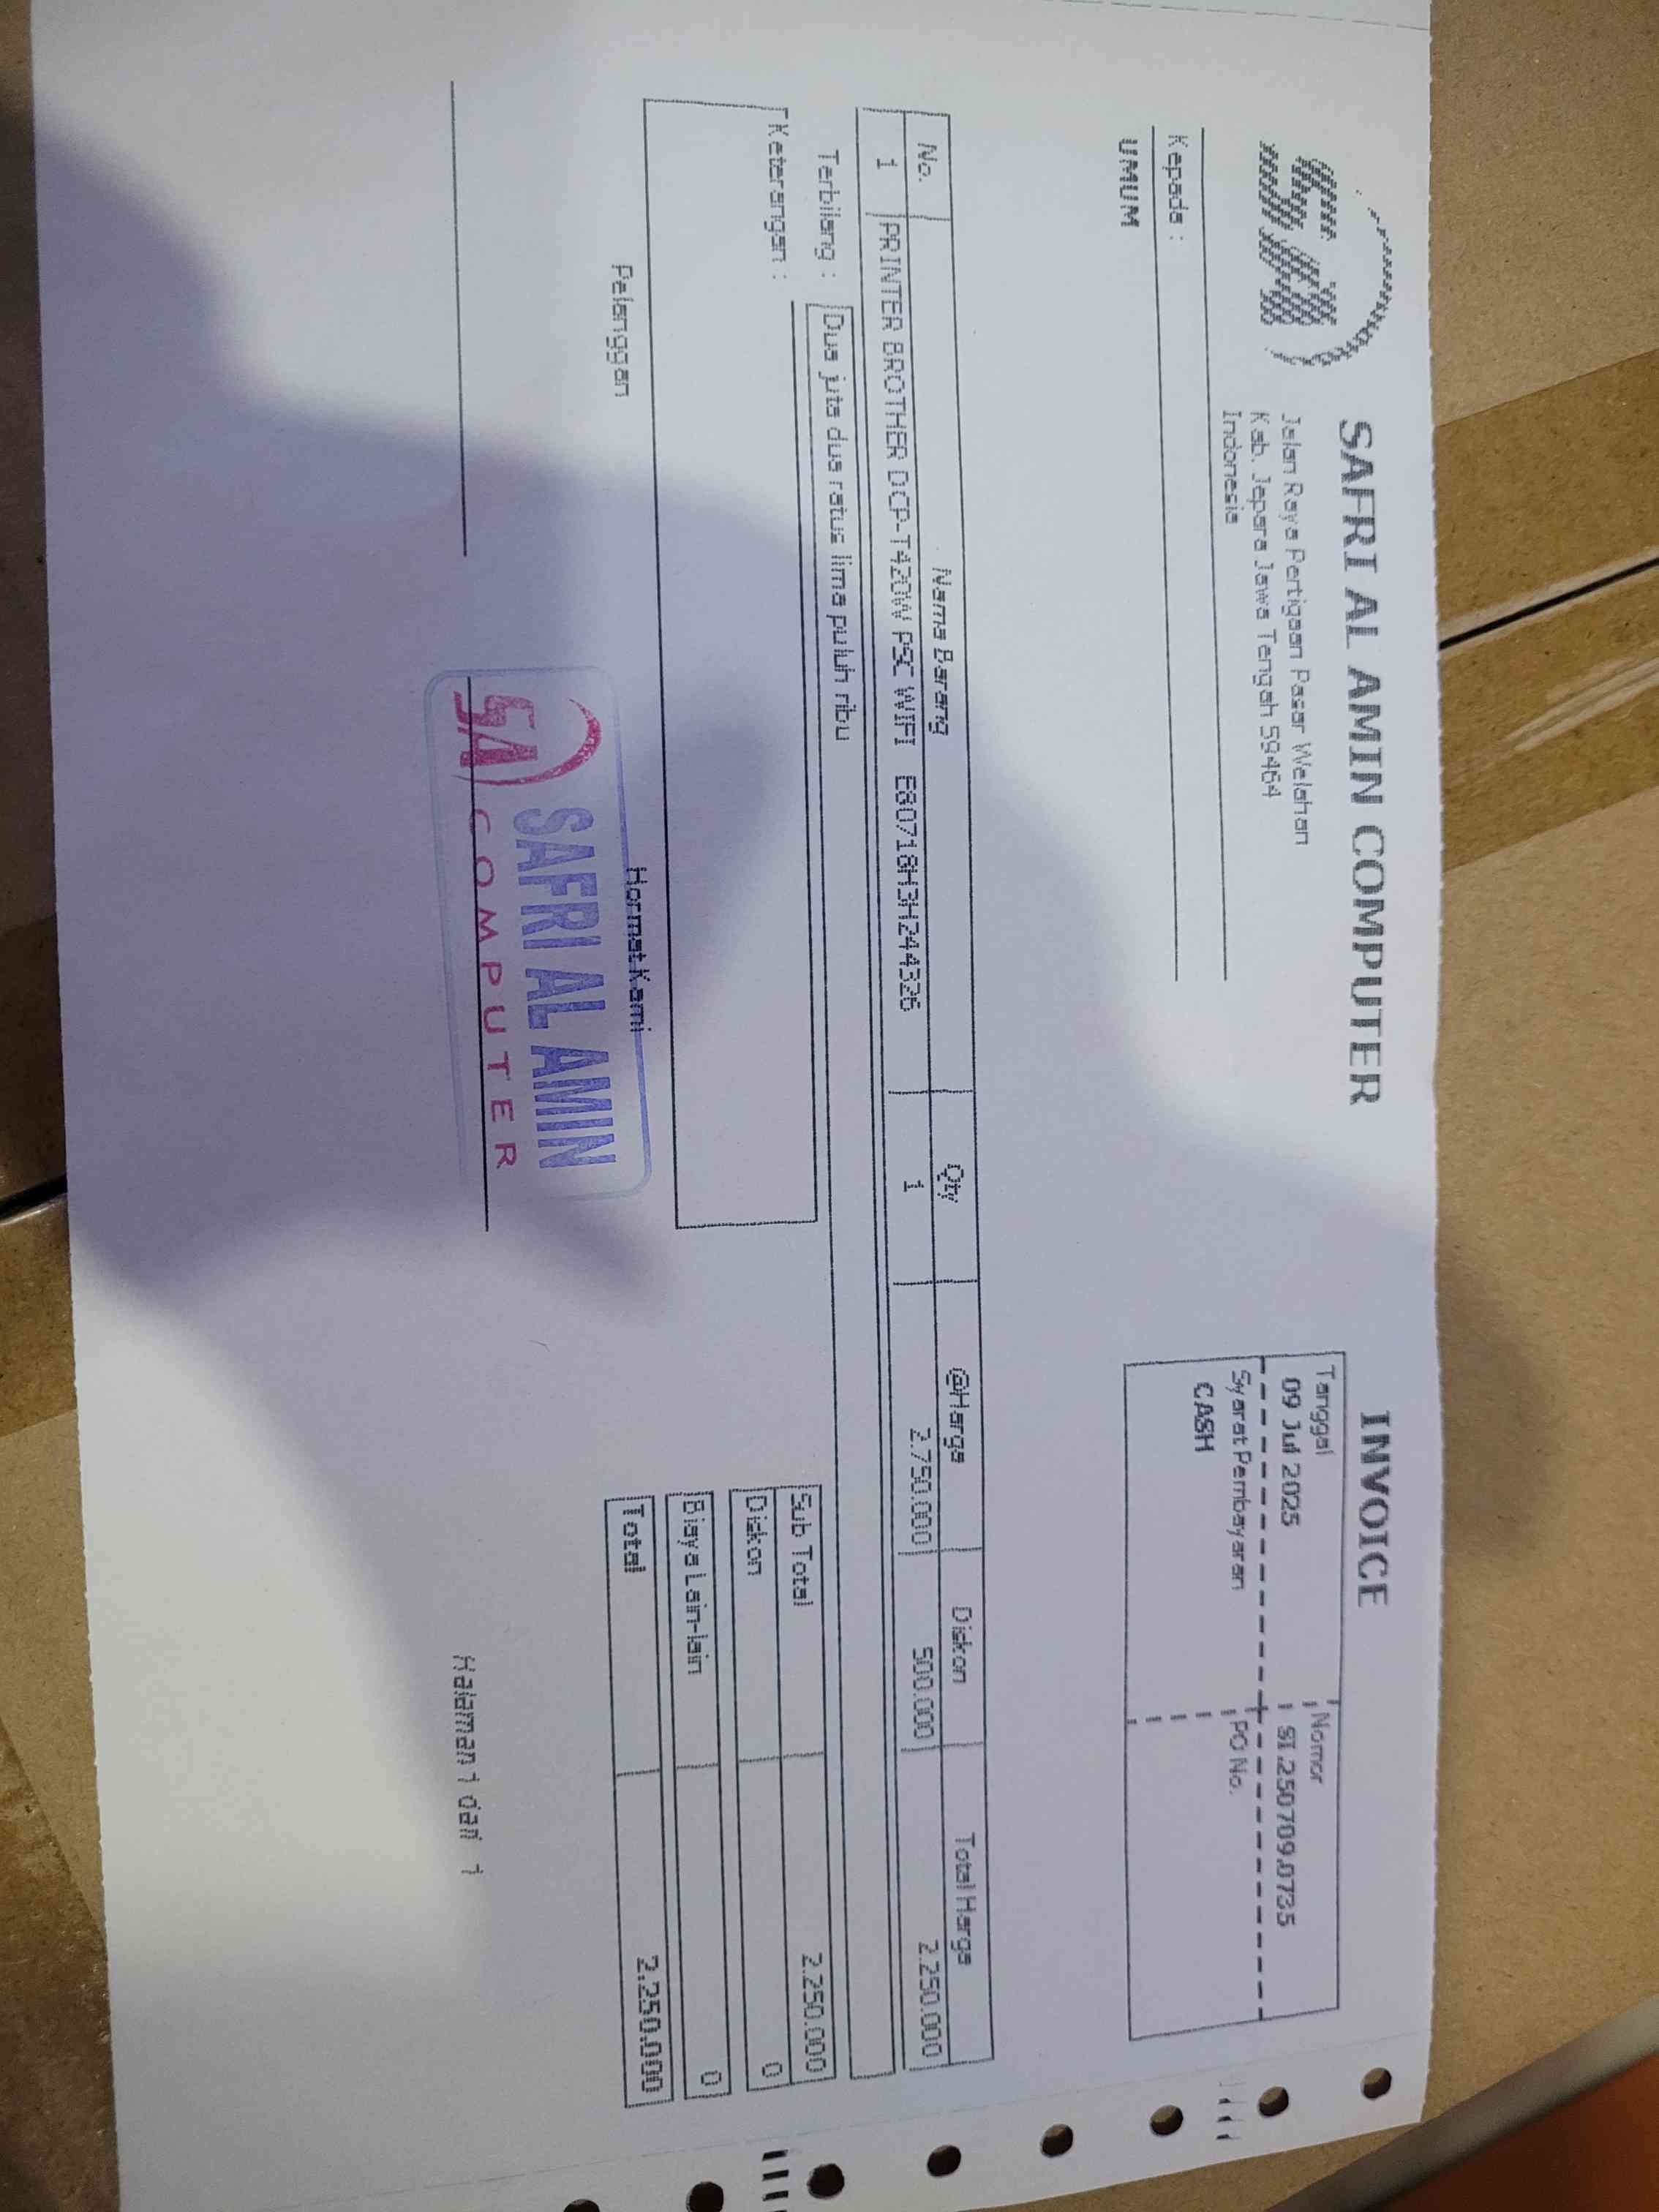 SA
SAFRI AL AMIN COMPUTER
Jalan Raya Pertigaan Pasar Welahan
Kab. Jepara Jawa Tengah 59464
Indonesia
INVOICE
Tanggal
09 Jul 2025
Nomor
SI.250709.0735
Syarat Pembayaran
CASH
PO No.
Kepada :
UMUM
No. Nama Barang Qty @Harga Diskon Total Harga
1 PRINTER BROTHER DCP-T420W PSC WIFI E80718H3H244326 1 2.750.000 500.000 2.250.000
Terbilang : Dua juta dua ratus lima puluh ribu
Keterangan :
Sub Total 2.250.000
Diskon 0
Biaya Lain-lain 0
Total 2.250.000
Pelanggan
Hormat Kami
SA SAFRI AL AMIN
COMPUTER
Halaman 1 dari 1